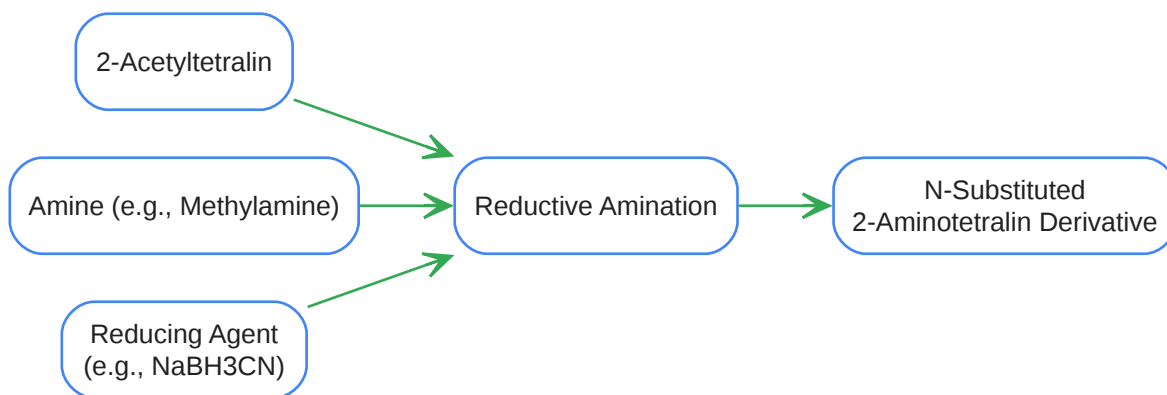 2-Acetyltetralin
Amine (e.g., Methylamine)
Reducing Agent
(e.g., NaBH3CN)
Reductive Amination
N-Substituted
2-Aminotetralin Derivative